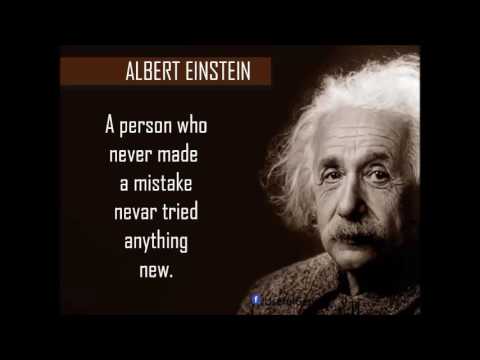 ALBERT EINSTEIN
A person who
never made
a mistake
nevar tried
anything
new.